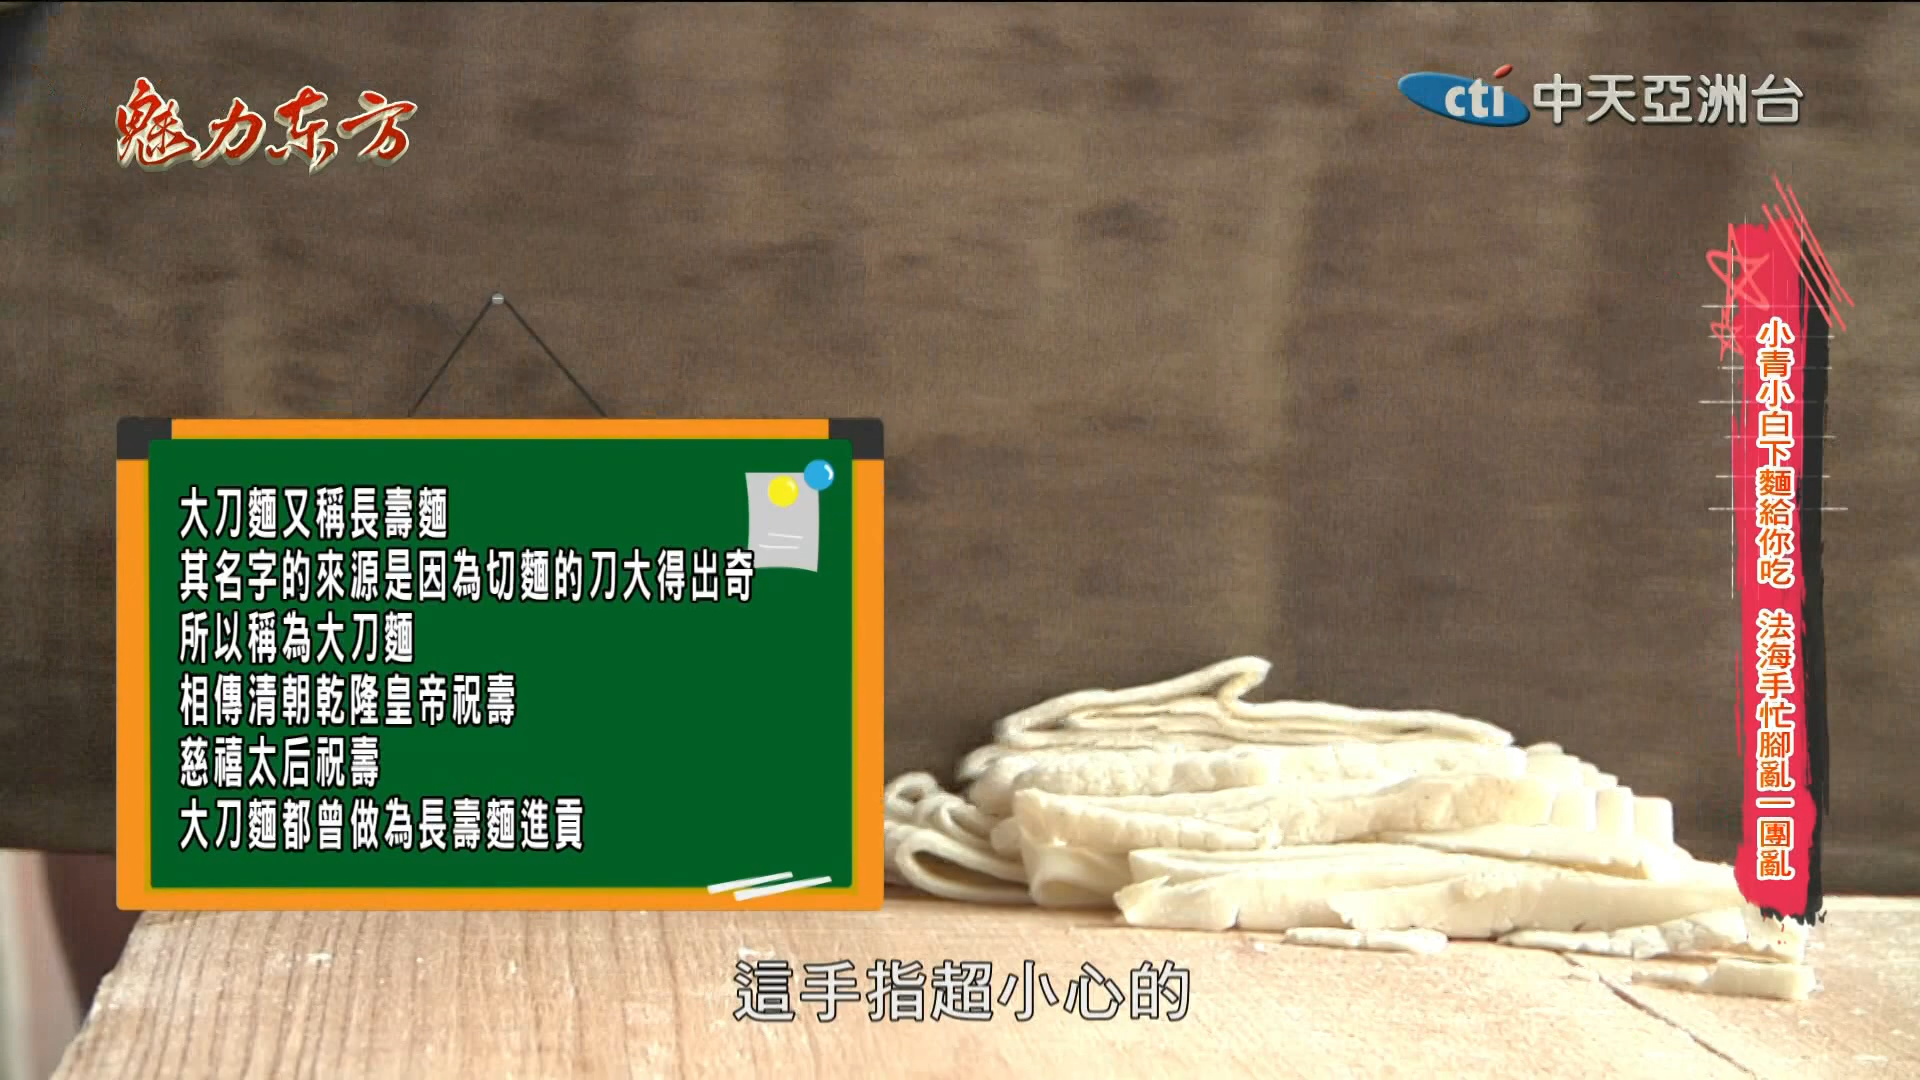 魅力东方
cti 中天亞洲台
小青小白下麵給你吃 法海手忙腳亂一團亂
大刀麵又稱長壽麵
其名字的來源是因為切麵的刀大得出奇
所以稱為大刀麵
相傳清朝乾隆皇帝祝壽
慈禧太后祝壽
大刀麵都曾做為長壽麵進貢
這手指超小心的